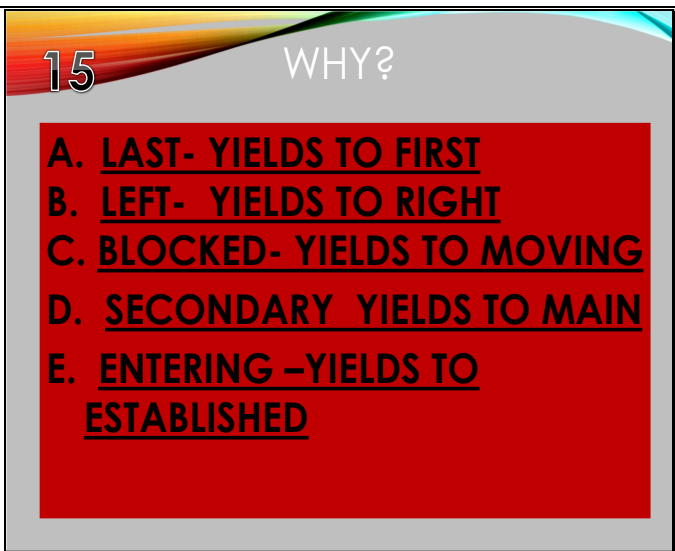 15
WHY?
A. LAST- YIELDS TO FIRST
B. LEFT- YIELDS TO RIGHT
C. BLOCKED- YIELDS TO MOVING
D. SECONDARY YIELDS TO MAIN
E. ENTERING –YIELDS TO
ESTABLISHED